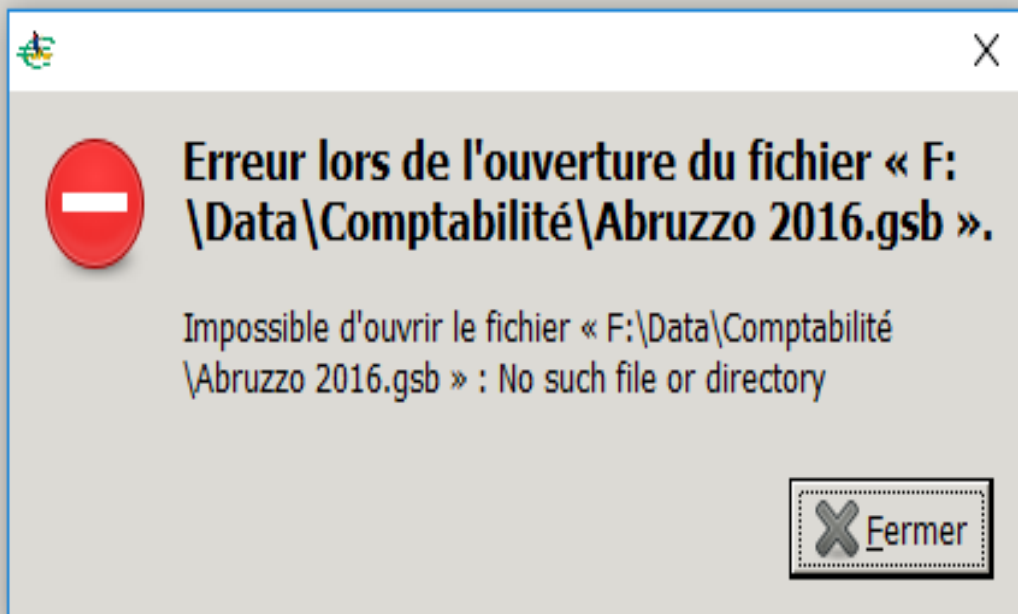 Erreur lors de l'ouverture du fichier « F:
\Data\Comptabilité\Abruzzo 2016.gsb ».
Impossible d'ouvrir le fichier « F:\Data\Comptabilité
\Abruzzo 2016.gsb » : No such file or directory
Fermer